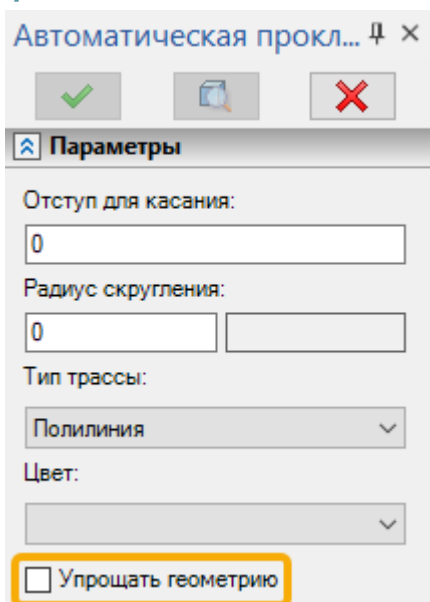 Автоматическая прокл...
Параметры
Отступ для касания:
0
Радиус скругления:
0
Тип трассы:
Полилиния
Цвет:
Упрощать геометрию